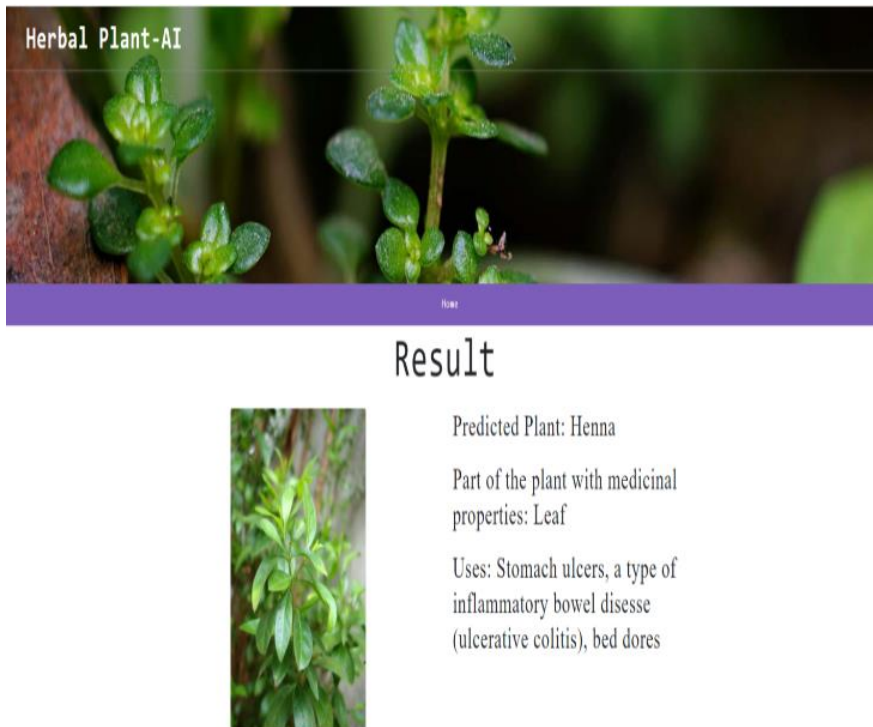 Herbal Plant-AI
Home
Result
Predicted Plant: Henna
Part of the plant with medicinal
properties: Leaf
Uses: Stomach ulcers, a type of
inflammatory bowel disesse
(ulcerative colitis), bed dores